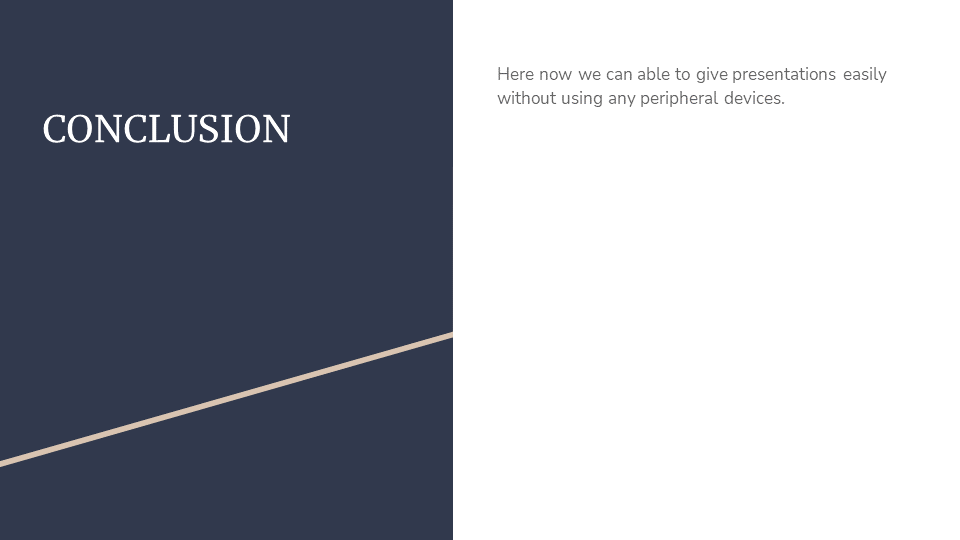 CONCLUSION
Here now we can able to give presentations easily
without using any peripheral devices.